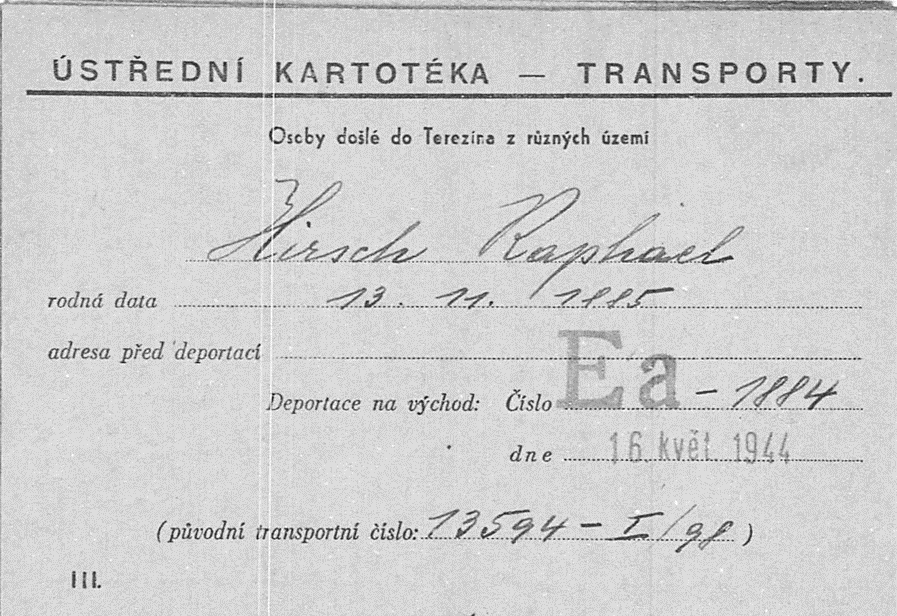 ÚSTŘEDNÍ KARTOTÉKA — TRANSPORTY.
Osoby došlé do Terezína z různých území
Hirsch Raphael
rodná data 13. 11. 1885
adresa před deportací
Deportace na východ: Číslo Ea - 1884
dne 16. květ. 1944
(původní transportní číslo: 13594 - I/98)
III.